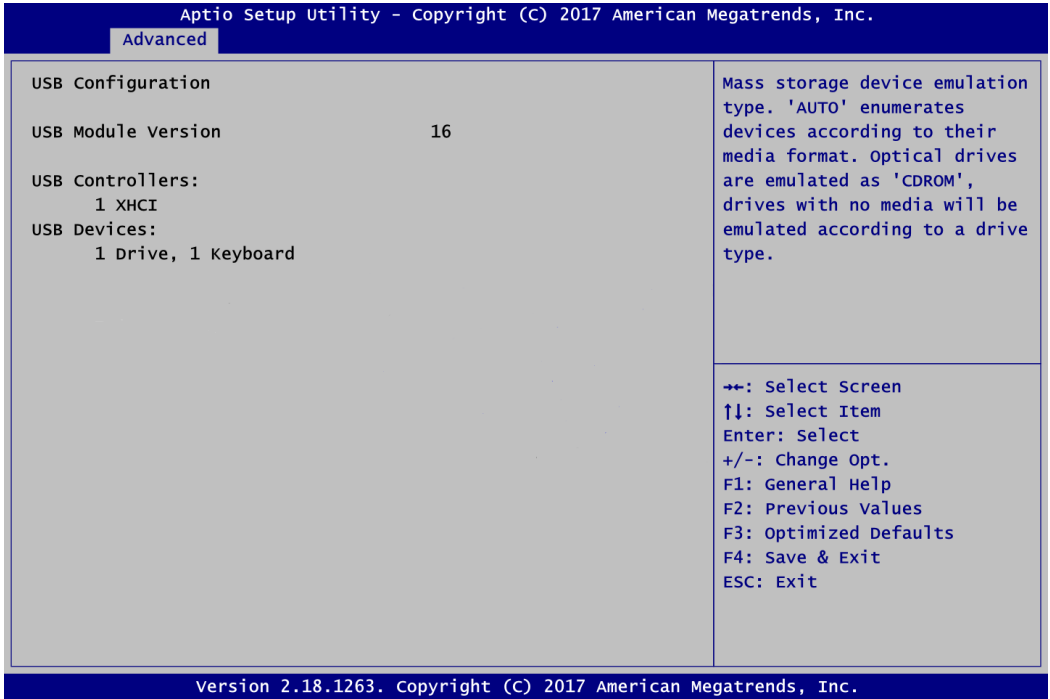 Aptio Setup Utility - Copyright (C) 2017 American Megatrends, Inc.
Advanced
USB Configuration
USB Module Version 16
USB Controllers:
1 XHCI
USB Devices:
1 Drive, 1 Keyboard
Mass storage device emulation
type. 'AUTO' enumerates
devices according to their
media format. Optical drives
are emulated as 'CDROM',
drives with no media will be
emulated according to a drive
type.
→←: Select Screen
↑↓: Select Item
Enter: Select
+/-: Change Opt.
F1: General Help
F2: Previous Values
F3: Optimized Defaults
F4: Save & Exit
ESC: Exit
Version 2.18.1263. Copyright (C) 2017 American Megatrends, Inc.